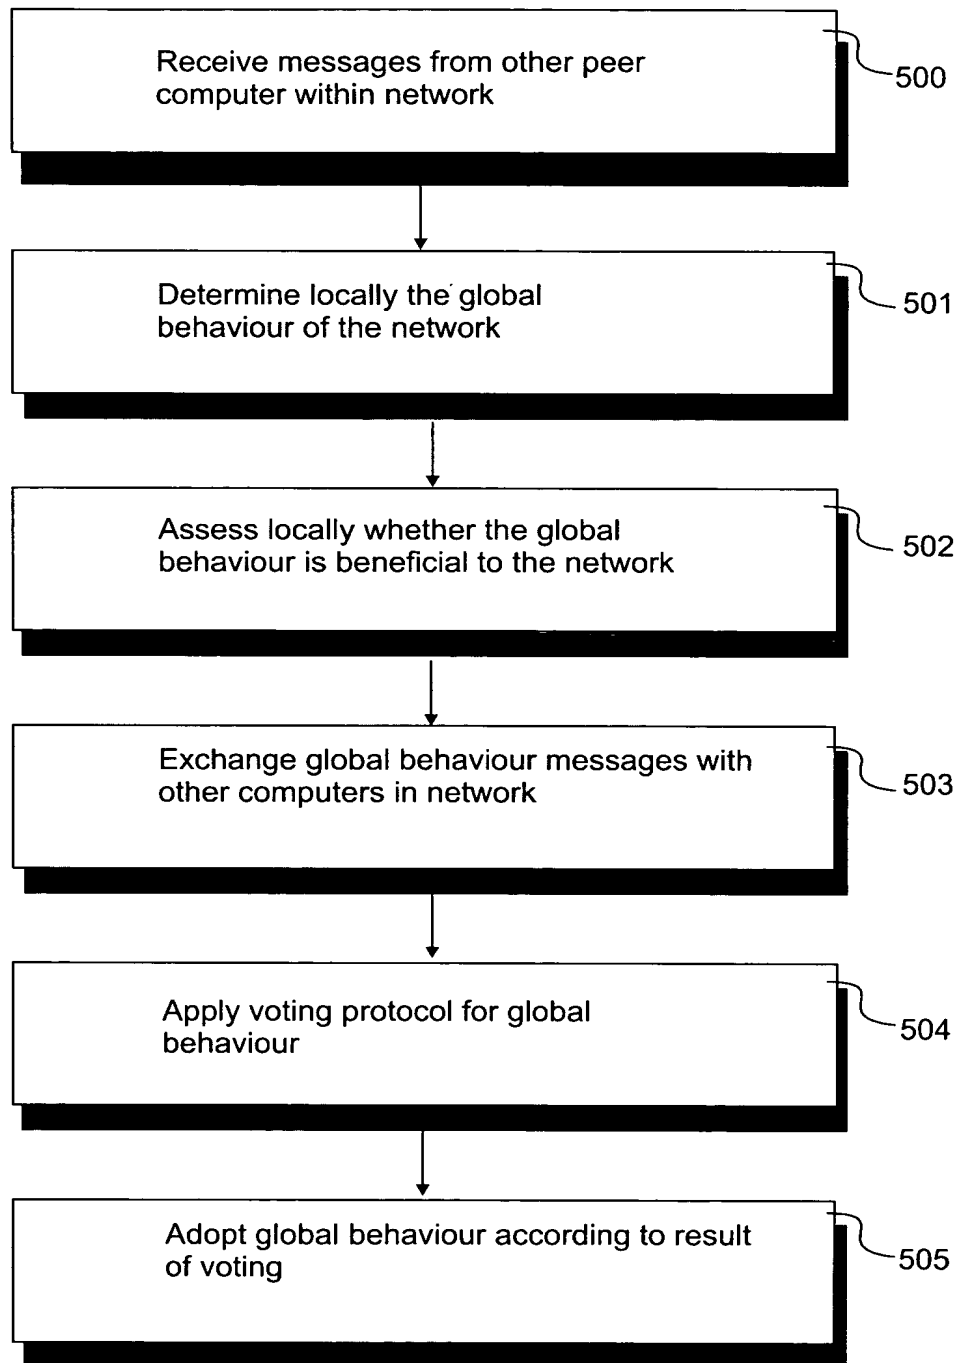 Receive messages from other peer
computer within network
500
Determine locally the global
behaviour of the network
501
Assess locally whether the global
behaviour is beneficial to the network
502
Exchange global behaviour messages with
other computers in network
503
Apply voting protocol for global
behaviour
504
Adopt global behaviour according to result
of voting
505